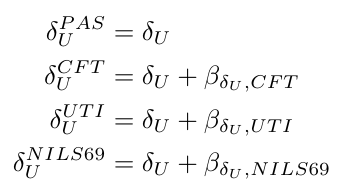 δ_U^{PAS} = δ_U
δ_U^{CFT} = δ_U + β_{δ_U,CFT}
δ_U^{UTI} = δ_U + β_{δ_U,UTI}
δ_U^{NILS69} = δ_U + β_{δ_U,NILS69}